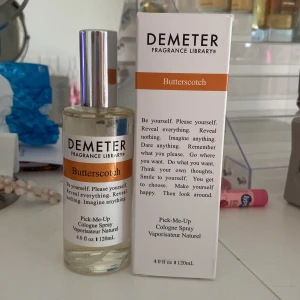 DEMETER
FRAGRANCE LIBRARY®
Butterscotch
Be yourself. Please yourself.
Reveal everything. Reveal
nothing. Imagine anything.
Dare anything. Remember
what you please. Go where
you want. Do what you want.
Think your own thoughts.
Smile to yourself. You get
to choose. Make yourself
happy. Then look around.
Pick-Me-Up
Cologne Spray
Vaporisateur Naturel
4.0 fl oz 120mL
DEMETER
FRAGRANCE LIBRARY®
Butterscotch
Be yourself. Please yourself.
Reveal everything. Reveal
nothing. Imagine anything.
Pick-Me-Up
Cologne Spray
Vaporisateur Naturel
4.0 fl oz 120mL